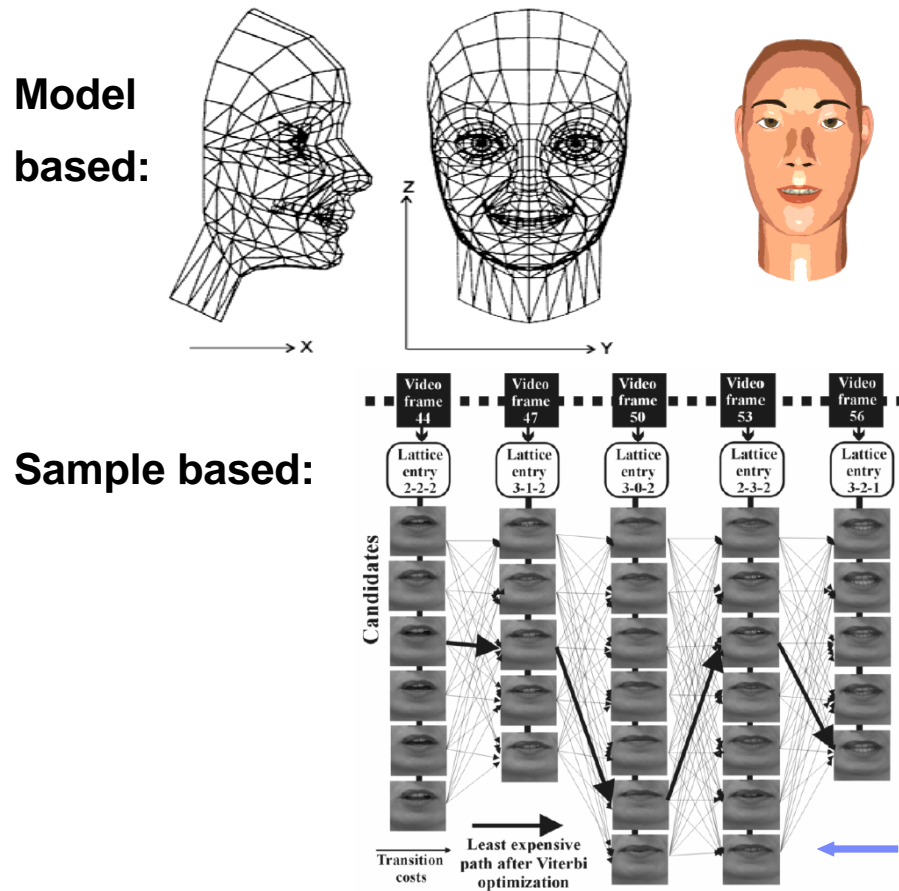 Model
based:
Z
X
Y
Sample based:
Video
frame
44
Video
frame
47
Video
frame
50
Video
frame
53
Video
frame
56
Lattice
entry
2-2-2
Lattice
entry
3-1-2
Lattice
entry
3-0-2
Lattice
entry
2-3-2
Lattice
entry
3-2-1
Candidates
Transition
costs
Least expensive
path after Viterbi
optimization